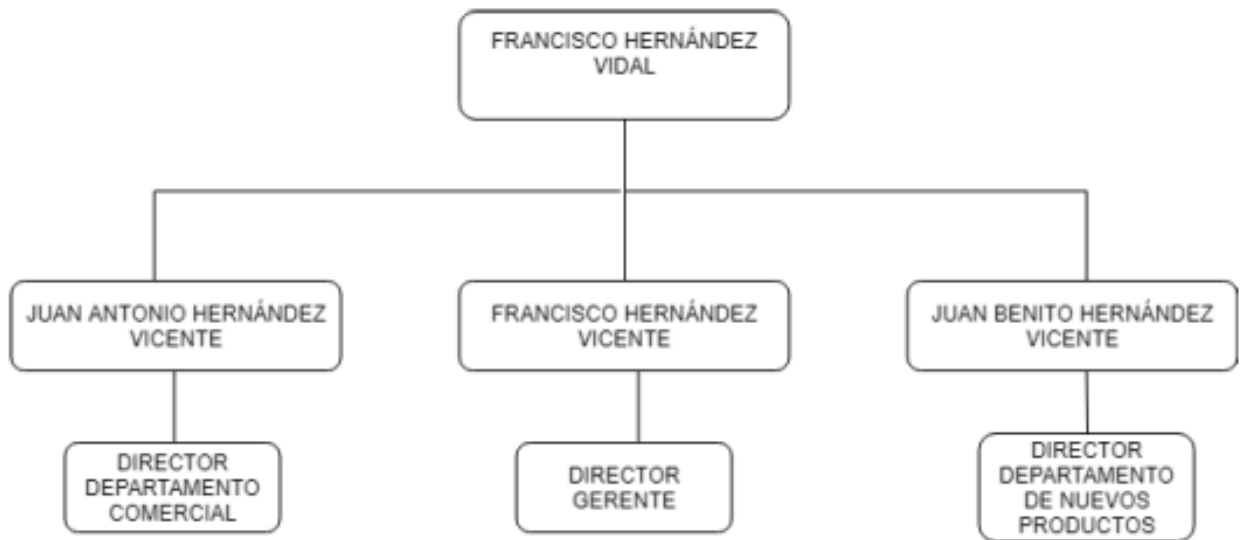 FRANCISCO HERNÁNDEZ
VIDAL
JUAN ANTONIO HERNÁNDEZ
VICENTE
FRANCISCO HERNÁNDEZ
VICENTE
JUAN BENITO HERNÁNDEZ
VICENTE
DIRECTOR
DEPARTAMENTO
COMERCIAL
DIRECTOR
GERENTE
DIRECTOR
DEPARTAMENTO
DE NUEVOS
PRODUCTOS